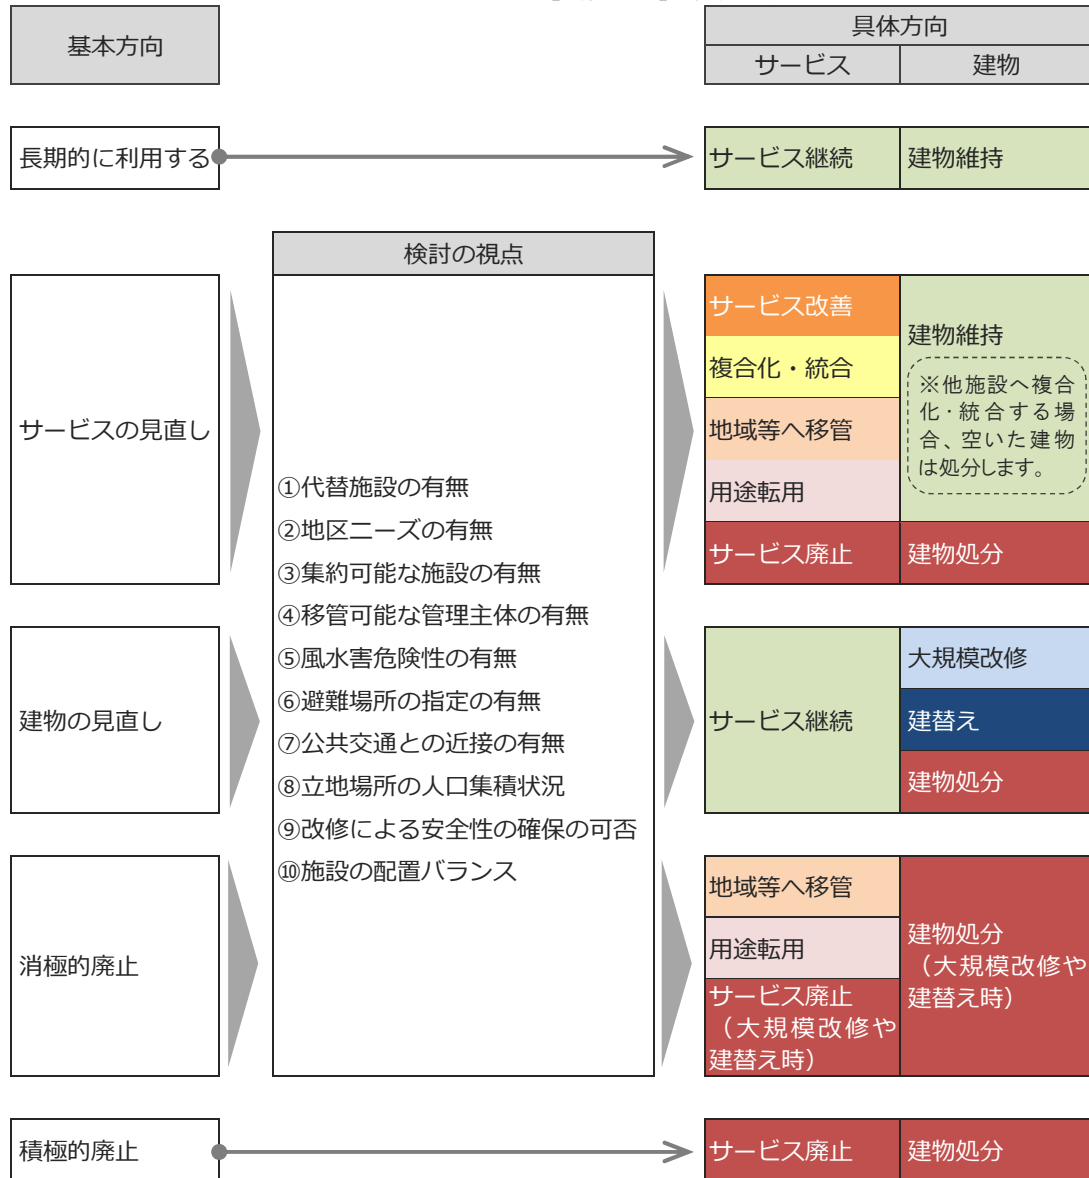 基本方向
具体方向
サービス
建物
長期的に利用する
サービス継続
建物維持
検討の視点
サービスの見直し
①代替施設の有無
②地区ニーズの有無
③集約可能な施設の有無
④移管可能な管理主体の有無
⑤風水害危険性の有無
⑥避難場所の指定の有無
⑦公共交通との近接の有無
⑧立地場所の人口集積状況
⑨改修による安全性の確保の可否
⑩施設の配置バランス
サービス改善
複合化・統合
地域等へ移管
用途転用
サービス廃止
建物維持
※他施設へ複合
化・統合する場
合、空いた建物
は処分します。
建物処分
建物の見直し
サービス継続
大規模改修
建替え
建物処分
消極的廃止
地域等へ移管
用途転用
サービス廃止
（大規模改修や
建替え時）
建物処分
（大規模改修や
建替え時）
積極的廃止
サービス廃止
建物処分